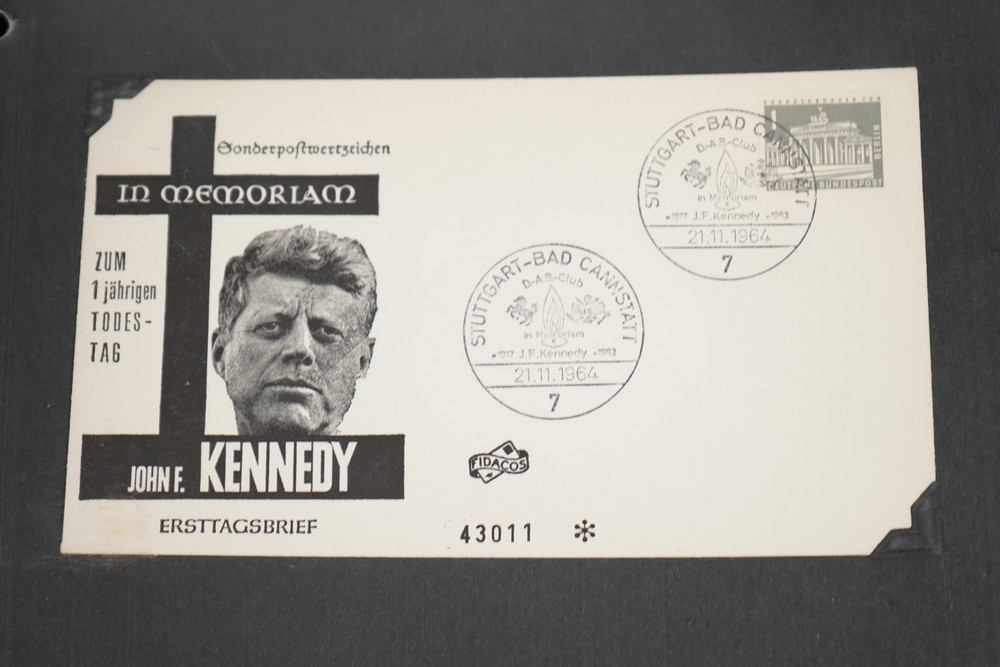 Sonderpostwertzeichen
IN MEMORIAM
ZUM
1 jährigen
TODES-
TAG
JOHN F. KENNEDY
ERSTTAGSBRIEF
STUTTGART-BAD CANNSTATT
D-A.B.-Club
In Memoriam
*1917 J.F. Kennedy +1963
21.11.1964
7
FIDACOS
43011 *
STUTTGART-BAD CANNSTATT
D-A.B.-Club
In Memoriam
*1917 J.F. Kennedy +1963
21.11.1964
7
BRANDENBURGER TOR
BERLIN
DEUTSCHE BUNDESPOST